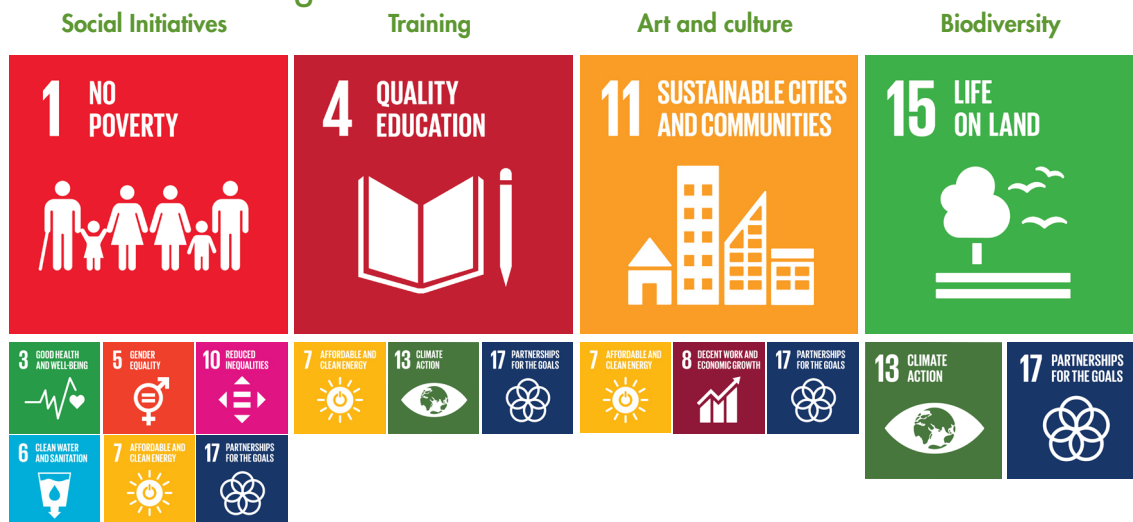 Social Initiatives
Training
Art and culture
Biodiversity
1 NO
POVERTY
4 QUALITY
EDUCATION
11 SUSTAINABLE CITIES
AND COMMUNITIES
15 LIFE
ON LAND
3 GOOD HEALTH
AND WELL-BEING
5 GENDER
EQUALITY
10 REDUCED
INEQUALITIES
6 CLEAN WATER
AND SANITATION
7 AFFORDABLE AND
CLEAN ENERGY
17 PARTNERSHIPS
FOR THE GOALS
7 AFFORDABLE AND
CLEAN ENERGY
13 CLIMATE
ACTION
17 PARTNERSHIPS
FOR THE GOALS
7 AFFORDABLE AND
CLEAN ENERGY
8 DECENT WORK AND
ECONOMIC GROWTH
17 PARTNERSHIPS
FOR THE GOALS
13 CLIMATE
ACTION
17 PARTNERSHIPS
FOR THE GOALS